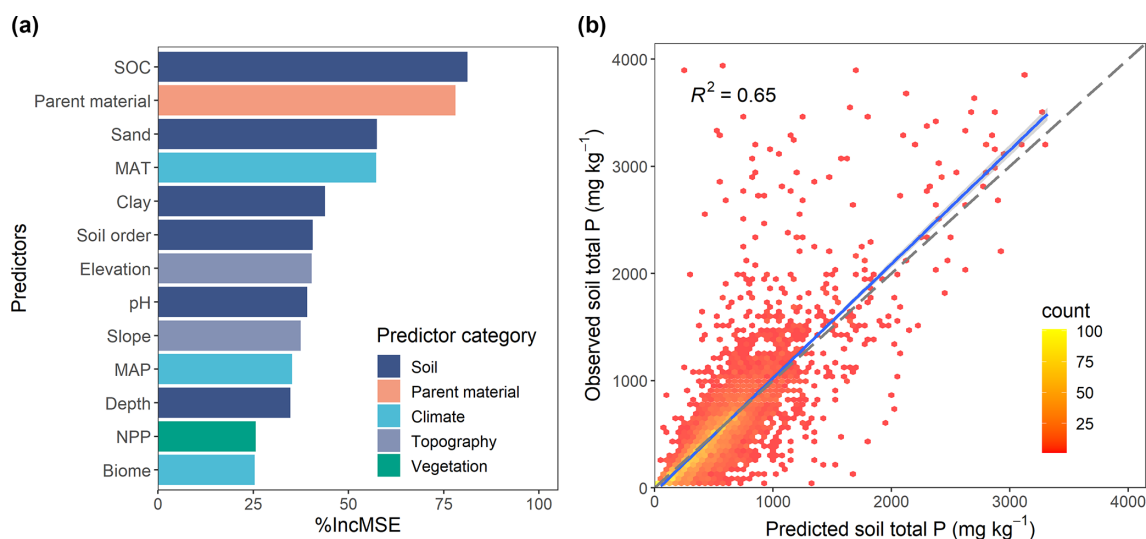 (a)
SOC
Parent material
Sand
MAT
Clay
Soil order
Elevation
pH
Slope
MAP
Depth
NPP
Biome
Predictors
0 25 50 75 100
%IncMSE
Predictor category
Soil
Parent material
Climate
Topography
Vegetation
(b)
R² = 0.65
4000
3000
2000
1000
0
Observed soil total P (mg kg⁻¹)
0 1000 2000 3000 4000
Predicted soil total P (mg kg⁻¹)
count
100
75
50
25